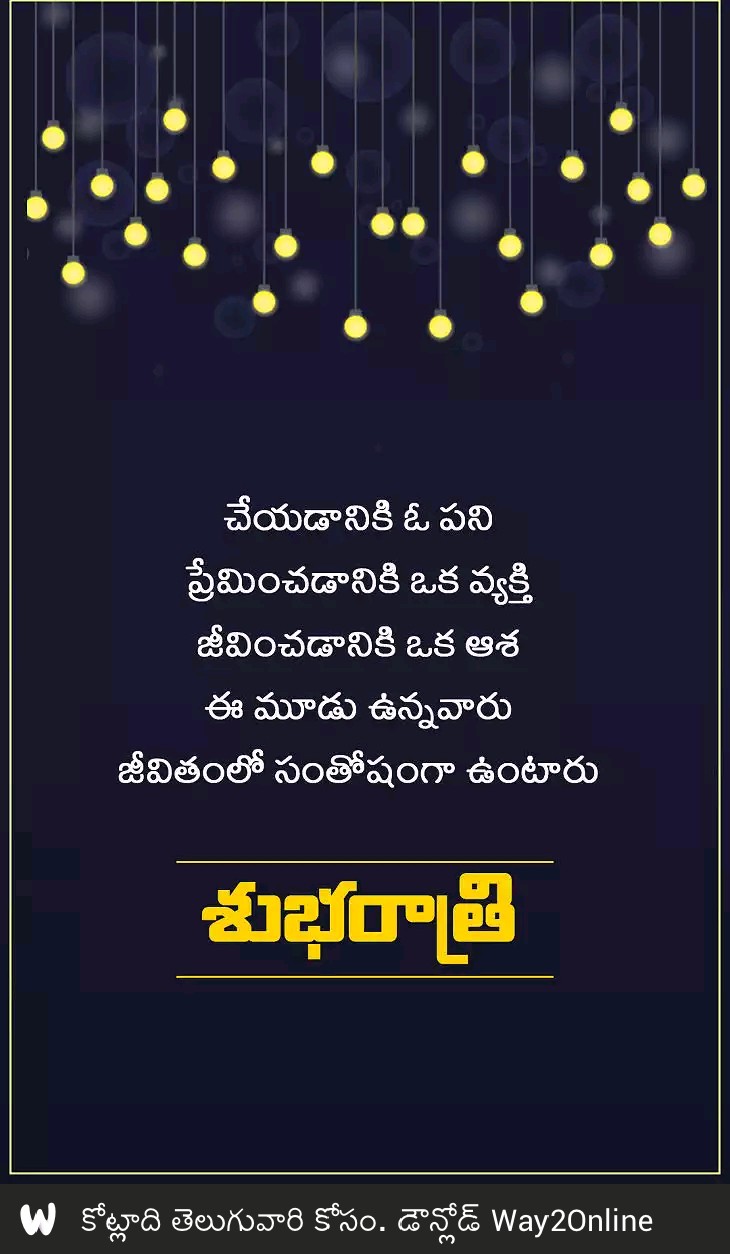 చేయడానికి ఓ పని
ప్రేమించడానికి ఒక వ్యక్తి
జీవించడానికి ఒక ఆశ
ఈ మూడు ఉన్నవారు
జీవితంలో సంతోషంగా ఉంటారు
శుభరాత్రి
కోట్లాది తెలుగువారి కోసం. డౌన్లోడ్ Way2Online